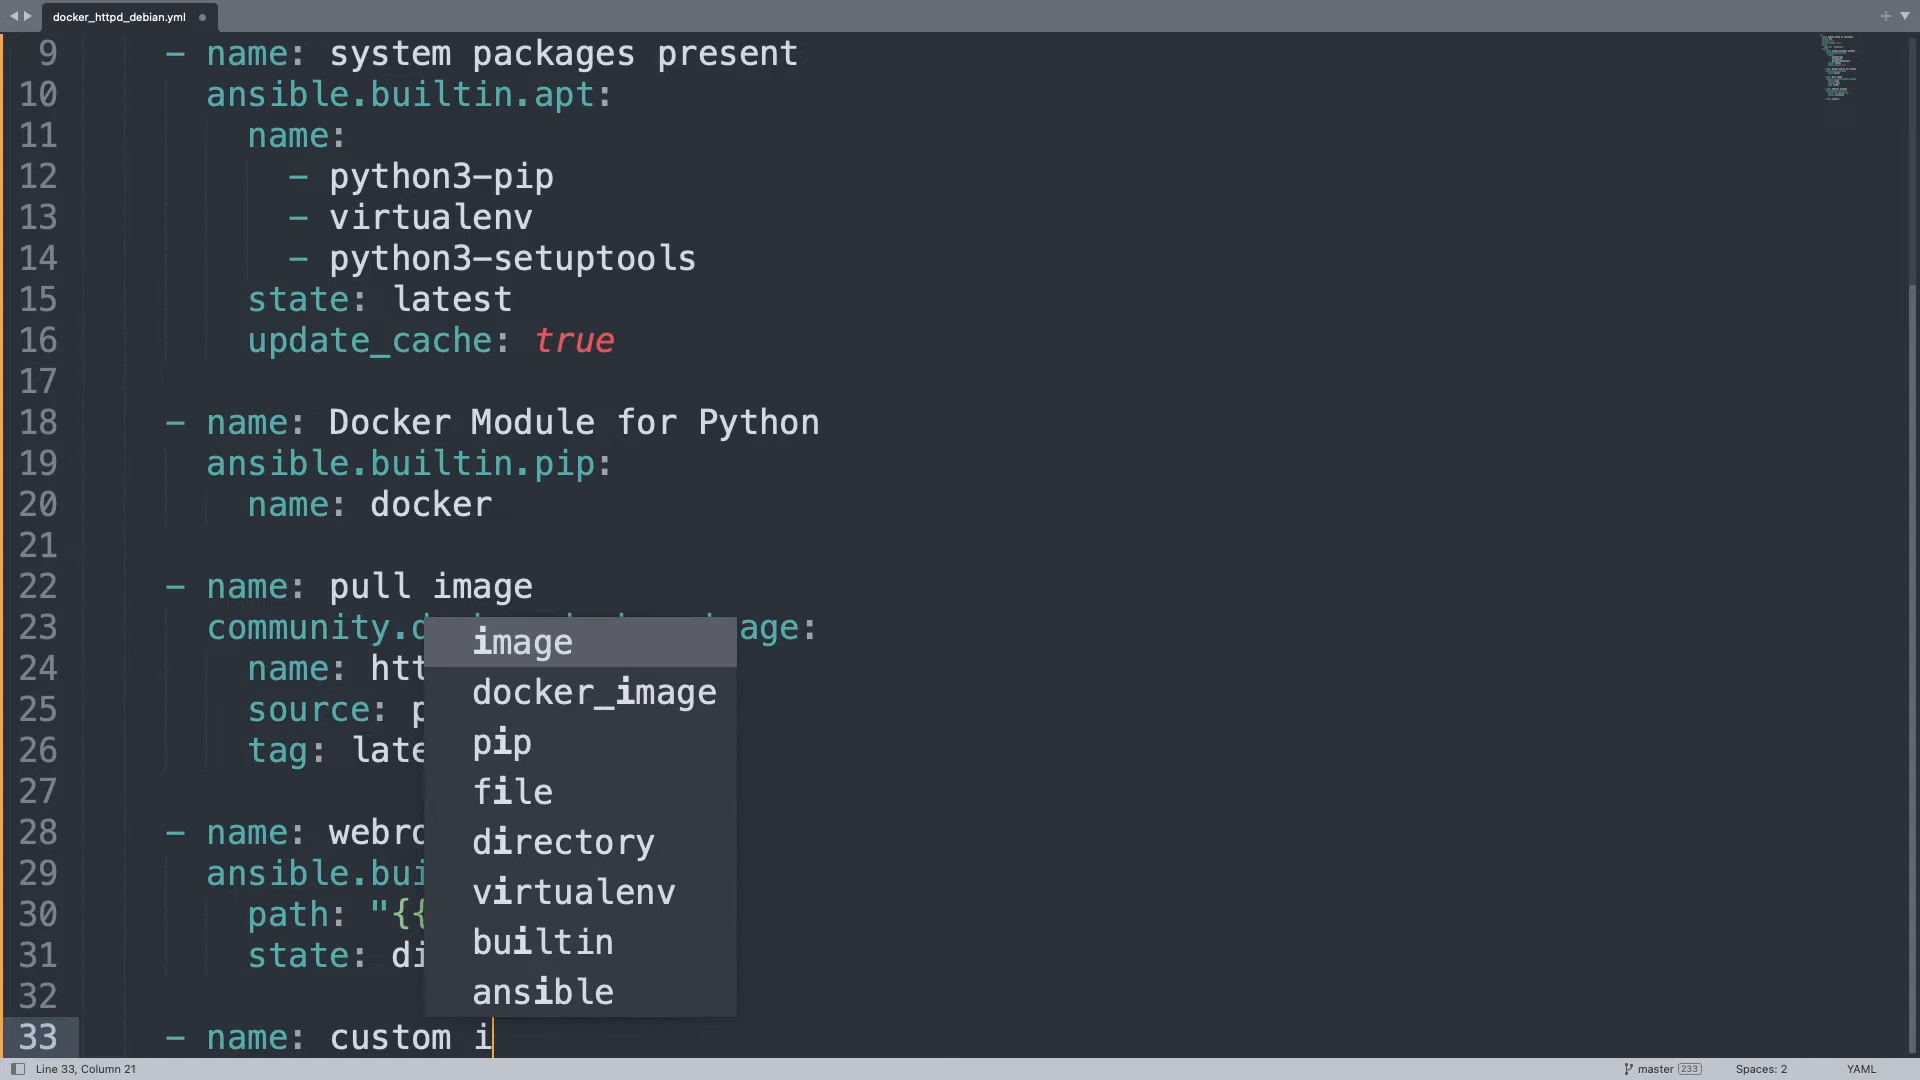 docker_httpd_debian.yml
9 - name: system packages present
10 ansible.builtin.apt:
11 name:
12 - python3-pip
13 - virtualenv
14 - python3-setuptools
15 state: latest
16 update_cache: true
17
18 - name: Docker Module for Python
19 ansible.builtin.pip:
20 name: docker
21
22 - name: pull image
23 community.d age:
24 name: htt
25 source: p
26 tag: late
27
28 - name: webro
29 ansible.bui
30 path: "{{
31 state: di
32
33 - name: custom i
image
docker_image
pip
file
directory
virtualenv
builtin
ansible
Line 33, Column 21
master 233
Spaces: 2
YAML